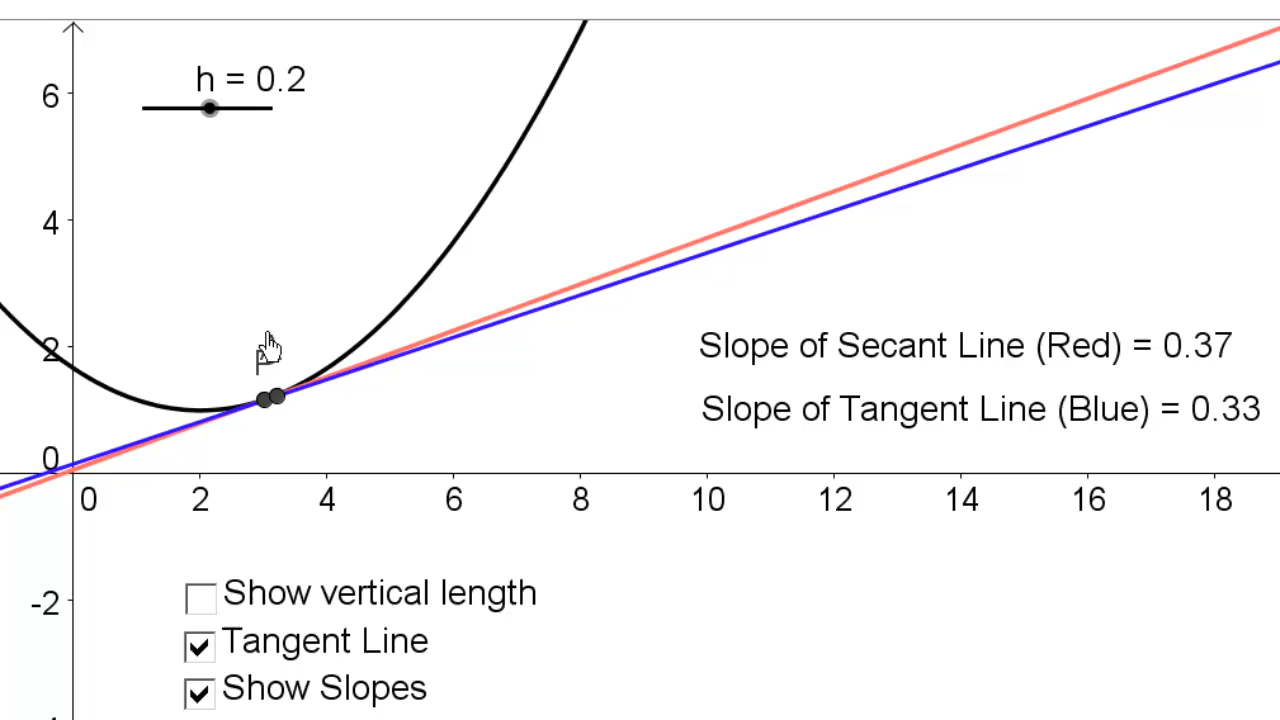 h = 0.2
6
4
2
P
Slope of Secant Line (Red) = 0.37
Slope of Tangent Line (Blue) = 0.33
0
0 2 4 6 8 10 12 14 16 18
-2
Show vertical length
Tangent Line
Show Slopes